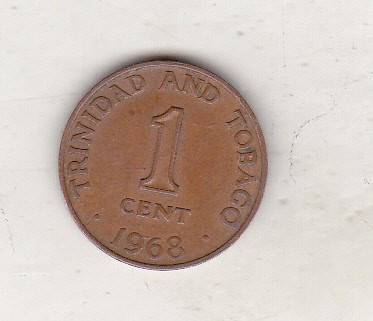 TRINIDAD AND TOBAGO
1
CENT
· 1968 ·